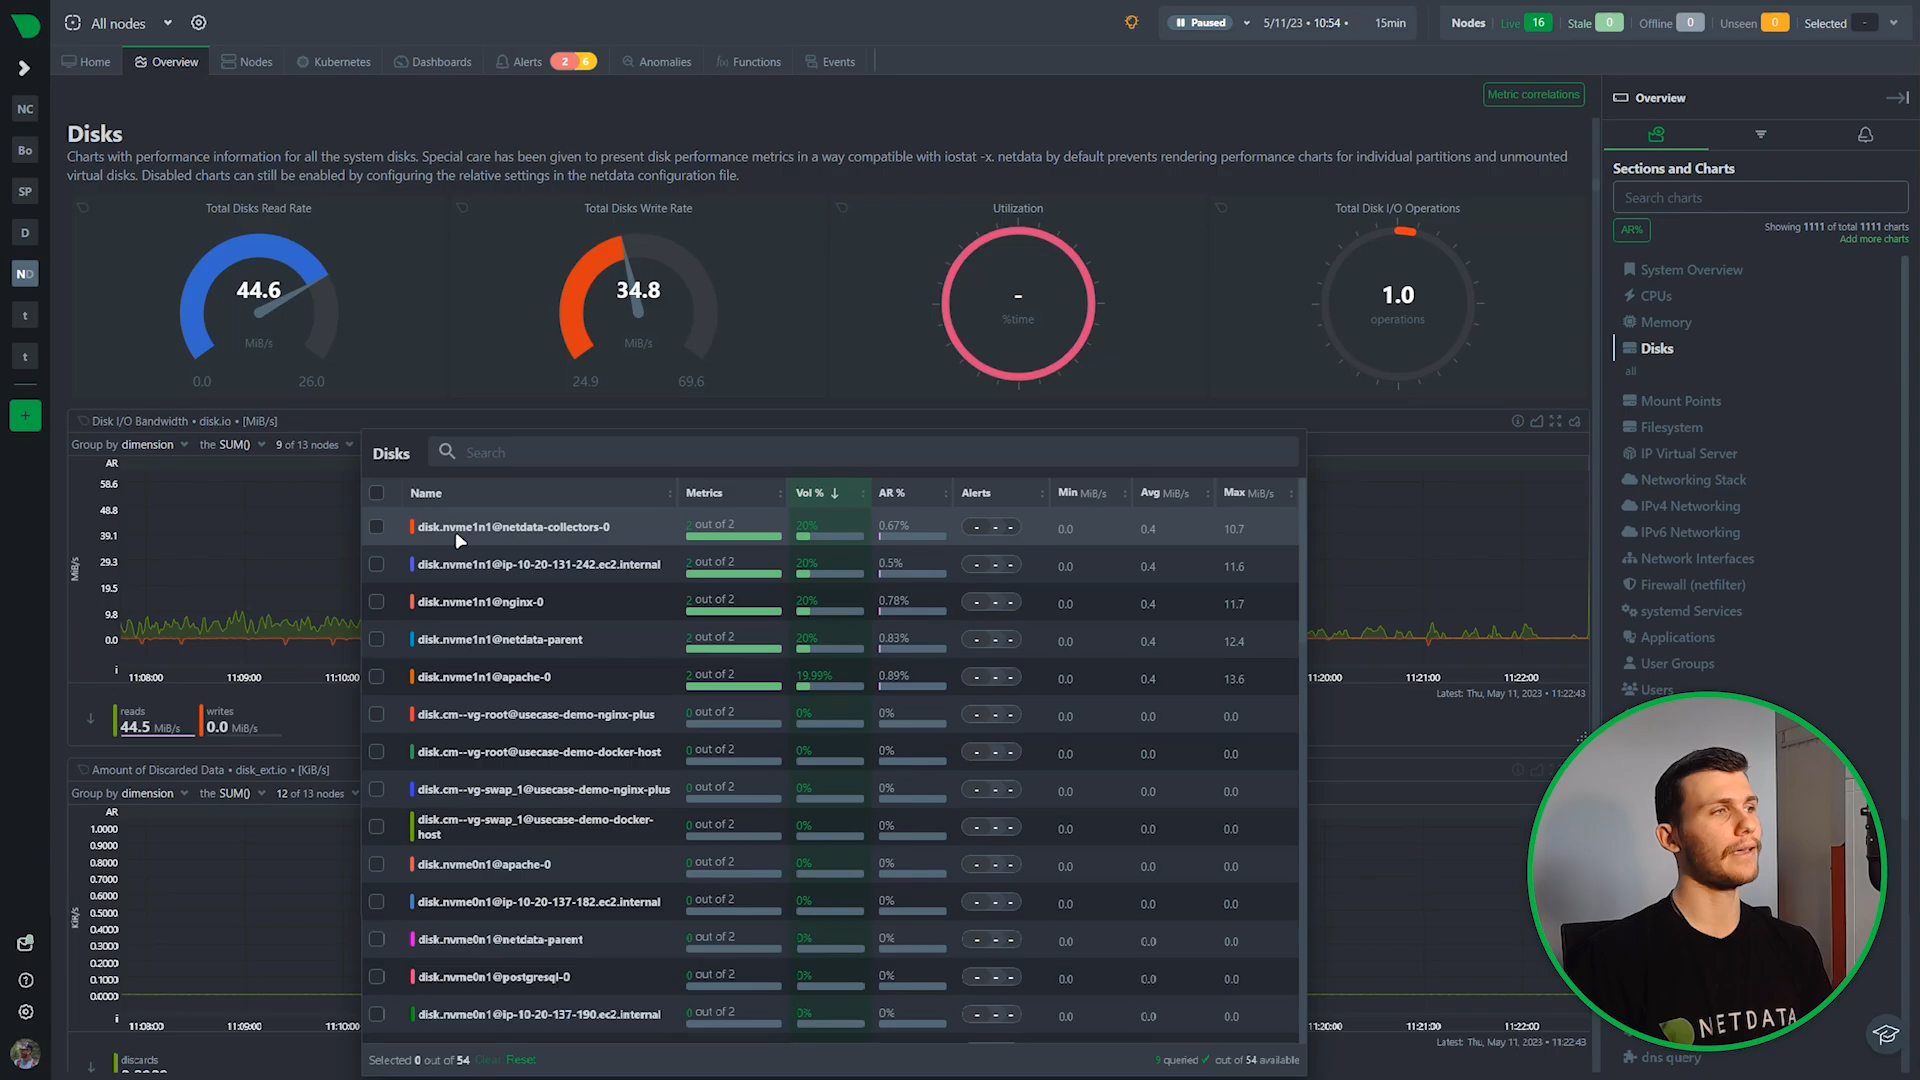 All nodes
Paused
5/11/23 • 10:54 •
15min
Nodes
Live 16
Stale 0
Offline 0
Unseen 0
Selected -
Home
Overview
Nodes
Kubernetes
Dashboards
Alerts 2 6
Anomalies
Functions
Events
NC
Bo
SP
D
ND
t
t
+
Metric correlations
Disks
Charts with performance information for all the system disks. Special care has been given to present disk performance metrics in a way compatible with iostat -x. netdata by default prevents rendering performance charts for individual partitions and unmounted
virtual disks. Disabled charts can still be enabled by configuring the relative settings in the netdata configuration file.
Total Disks Read Rate
44.6
MiB/s
0.0 26.0
Total Disks Write Rate
34.8
MiB/s
24.9 69.6
Utilization
-
%time
Total Disk I/O Operations
1.0
operations
Disk I/O Bandwidth • disk.io • [MiB/s]
Group by dimension the SUM() 9 of 13 nodes
AR
58.6
48.8
39.1
29.3
19.5
9.8
0.0
MiB/s
i
11:08:00 11:09:00 11:10:00
reads
44.5 MiB/s
writes
0.0 MiB/s
11:20:00 11:21:00 11:22:00
Latest: Thu, May 11, 2023 • 11:22:43
Amount of Discarded Data • disk_ext.io • [KiB/s]
Group by dimension the SUM() 12 of 13 nodes
AR
1.0000
0.9000
0.8000
0.7000
0.6000
0.5000
0.4000
0.3000
0.2000
0.1000
0.0000
KiB/s
i
11:08:00 11:09:00 11:10:00
discards
11:20:00 11:21:00 11:22:00
Latest: Thu, May 11, 2023 • 11:22:43
Disks
Search
Name Metrics Vol % ↓ AR % Alerts Min MiB/s Avg MiB/s Max MiB/s
disk.nvme1n1@netdata-collectors-0 2 out of 2 20% 0.67% - - - 0.0 0.4 10.7
disk.nvme1n1@ip-10-20-131-242.ec2.internal 2 out of 2 20% 0.5% - - - 0.0 0.4 11.6
disk.nvme1n1@nginx-0 2 out of 2 20% 0.78% - - - 0.0 0.4 11.7
disk.nvme1n1@netdata-parent 2 out of 2 20% 0.83% - - - 0.0 0.4 12.4
disk.nvme1n1@apache-0 2 out of 2 19.99% 0.89% - - - 0.0 0.4 13.6
disk.cm--vg-root@usecase-demo-nginx-plus 0 out of 2 0% 0% - - - 0.0 0.0 0.0
disk.cm--vg-root@usecase-demo-docker-host 0 out of 2 0% 0% - - - 0.0 0.0 0.0
disk.cm--vg-swap_1@usecase-demo-nginx-plus 0 out of 2 0% 0% - - - 0.0 0.0 0.0
disk.cm--vg-swap_1@usecase-demo-docker-
host 0 out of 2 0% 0% - - - 0.0 0.0 0.0
disk.nvme0n1@apache-0 0 out of 2 0% 0% - - - 0.0 0.0 0.0
disk.nvme0n1@ip-10-20-137-182.ec2.internal 0 out of 2 0% 0% - - - 0.0 0.0 0.0
disk.nvme0n1@netdata-parent 0 out of 2 0% 0% - - - 0.0 0.0 0.0
disk.nvme0n1@postgresql-0 0 out of 2 0% 0% - - - 0.0 0.0 0.0
disk.nvme0n1@ip-10-20-137-190.ec2.internal 0 out of 2 0% 0% - - - 0.0 0.0 0.0
Selected 0 out of 54 Clear Reset
9 queried ✓ out of 54 available
Overview
Sections and Charts
Search charts
AR%
Showing 1111 of total 1111 charts
Add more charts
System Overview
CPUs
Memory
Disks
all
Mount Points
Filesystem
IP Virtual Server
Networking Stack
IPv4 Networking
IPv6 Networking
Network Interfaces
Firewall (netfilter)
systemd Services
Applications
User Groups
Users
dns query
NETDATA